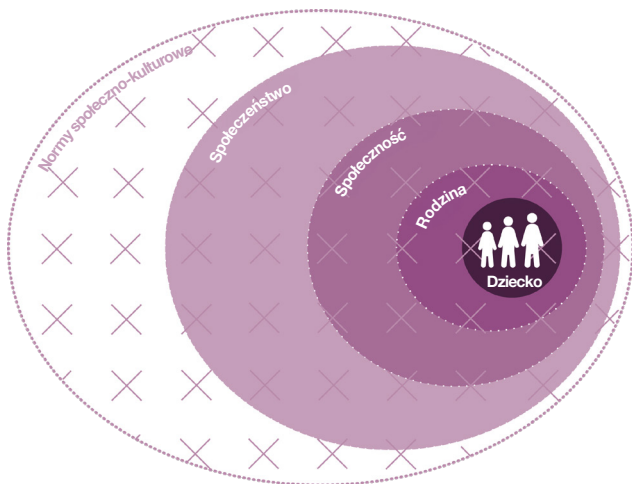 Normy społeczno-kulturowe
Społeczeństwo
Społeczność
Rodzina
Dziecko